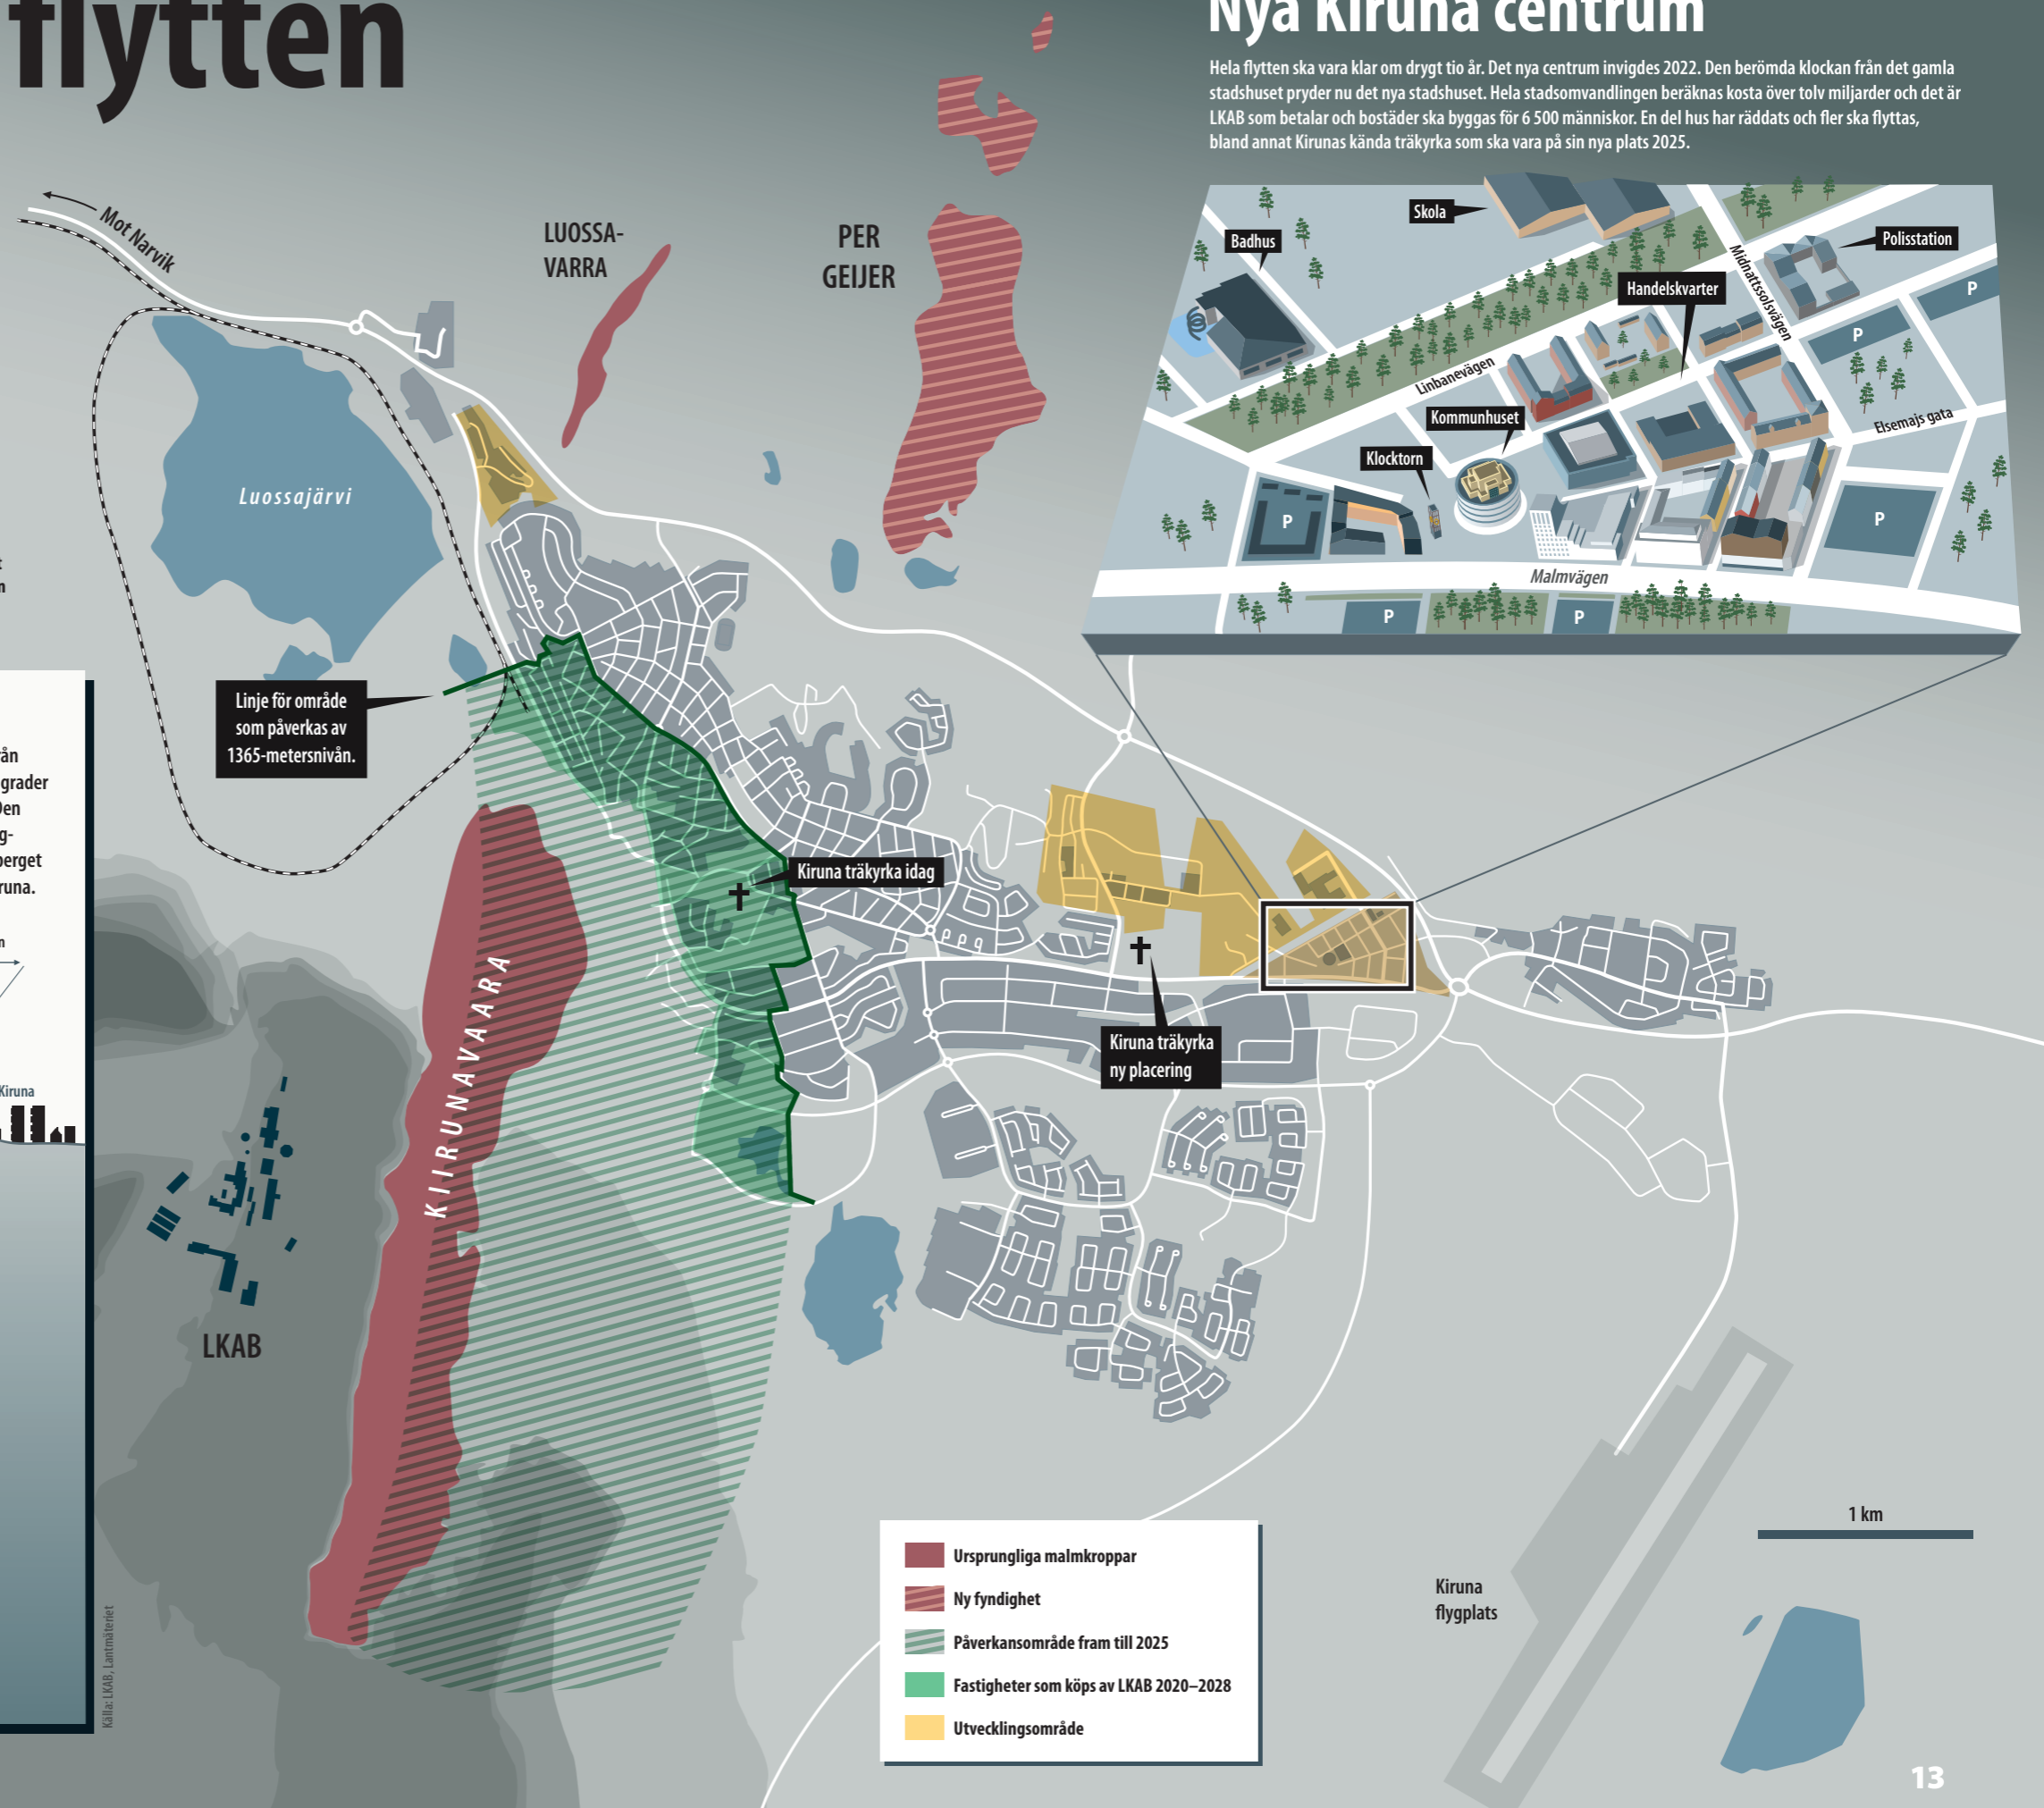 flytten
Nya Kiruna centrum
Hela flytten ska vara klar om drygt tio år. Det nya centrum invigdes 2022. Den berömda klockan från det gamla
stadshuset pryder nu det nya stadshuset. Hela stadsomvandlingen beräknas kosta över tolv miljarder och det är
LKAB som betalar och bostäder ska byggas för 6 500 människor. En del hus har räddats och fler ska flyttas,
bland annat Kirunas kända träkyrka som ska vara på sin nya plats 2025.
Skola
Badhus
Polisstation
Midnattssolsvägen
Handelskvarter
P
P
Linbanevägen
Kommunhuset
Elsemajs gata
Klocktorn
P
P
Malmvägen
P
P
Mot Narvik
LUOSSA-
VARRA
PER
GEIJER
Luossajärvi
Linje för område
som påverkas av
1365-metersnivån.
grader
berget
Kiruna
Kiruna träkyrka idag
KIIRUNAVAARA
Kiruna träkyrka
ny placering
LKAB
Ursprungliga malmkroppar
Ny fyndighet
Påverkansområde fram till 2025
Fastigheter som köps av LKAB 2020–2028
Utvecklingsområde
1 km
Kiruna
flygplats
Källa: LKAB, Lantmäteriet
13